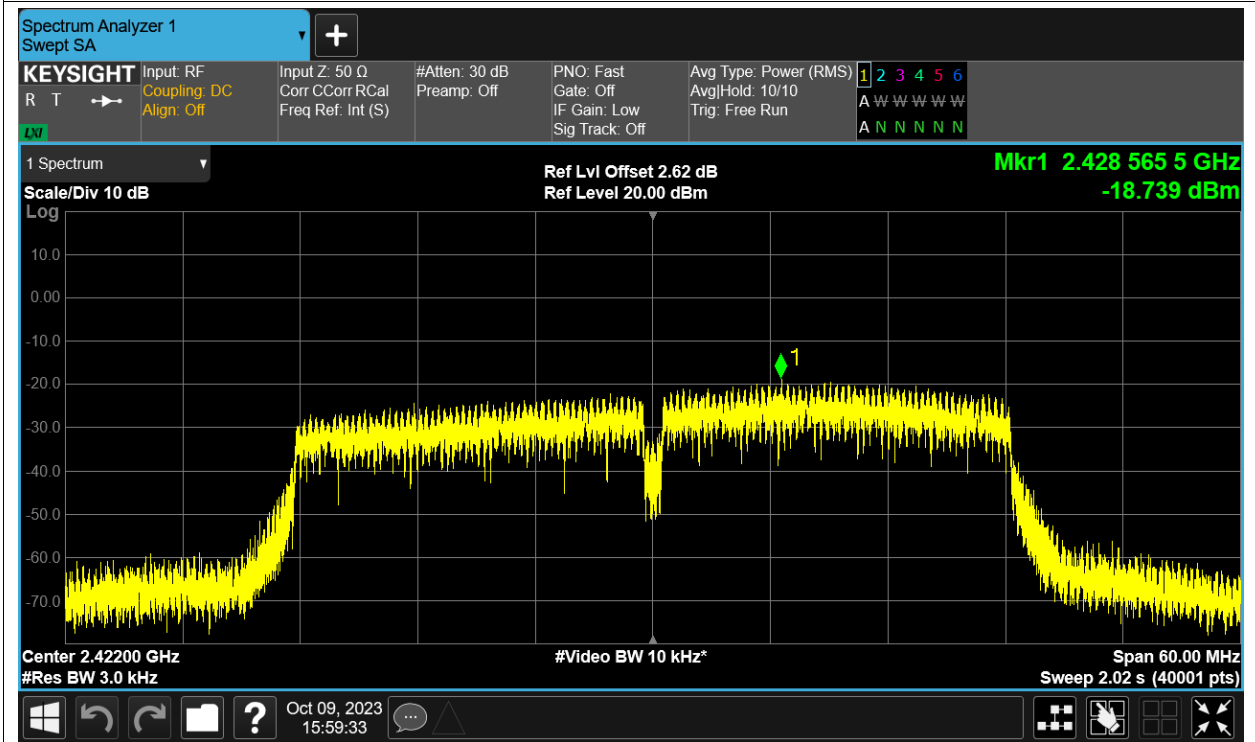 Spectrum Analyzer 1
Swept SA
+
KEYSIGHT
R T
LXI
Input: RF
Coupling: DC
Align: Off
Input Z: 50 Ω
Corr CCorr RCal
Freq Ref: Int (S)
#Atten: 30 dB
Preamp: Off
PNO: Fast
Gate: Off
IF Gain: Low
Sig Track: Off
Avg Type: Power (RMS)
Avg|Hold: 10/10
Trig: Free Run
1 2 3 4 5 6
A W W W W W
A N N N N N
1 Spectrum
Scale/Div 10 dB
Log
Ref Lvl Offset 2.62 dB
Ref Level 20.00 dBm
Mkr1 2.428 565 5 GHz
-18.739 dBm
10.0
0.00
-10.0
1
-20.0
-30.0
-40.0
-50.0
-60.0
-70.0
Center 2.42200 GHz
#Res BW 3.0 kHz
#Video BW 10 kHz*
Span 60.00 MHz
Sweep 2.02 s (40001 pts)
?
Oct 09, 2023
15:59:33